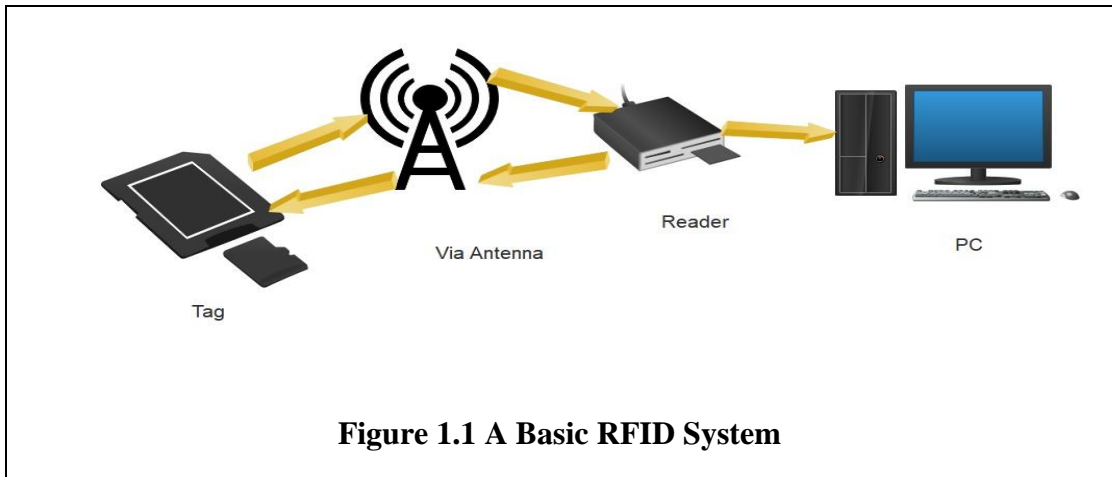 Reader
Via Antenna
PC
Tag
Figure 1.1 A Basic RFID System